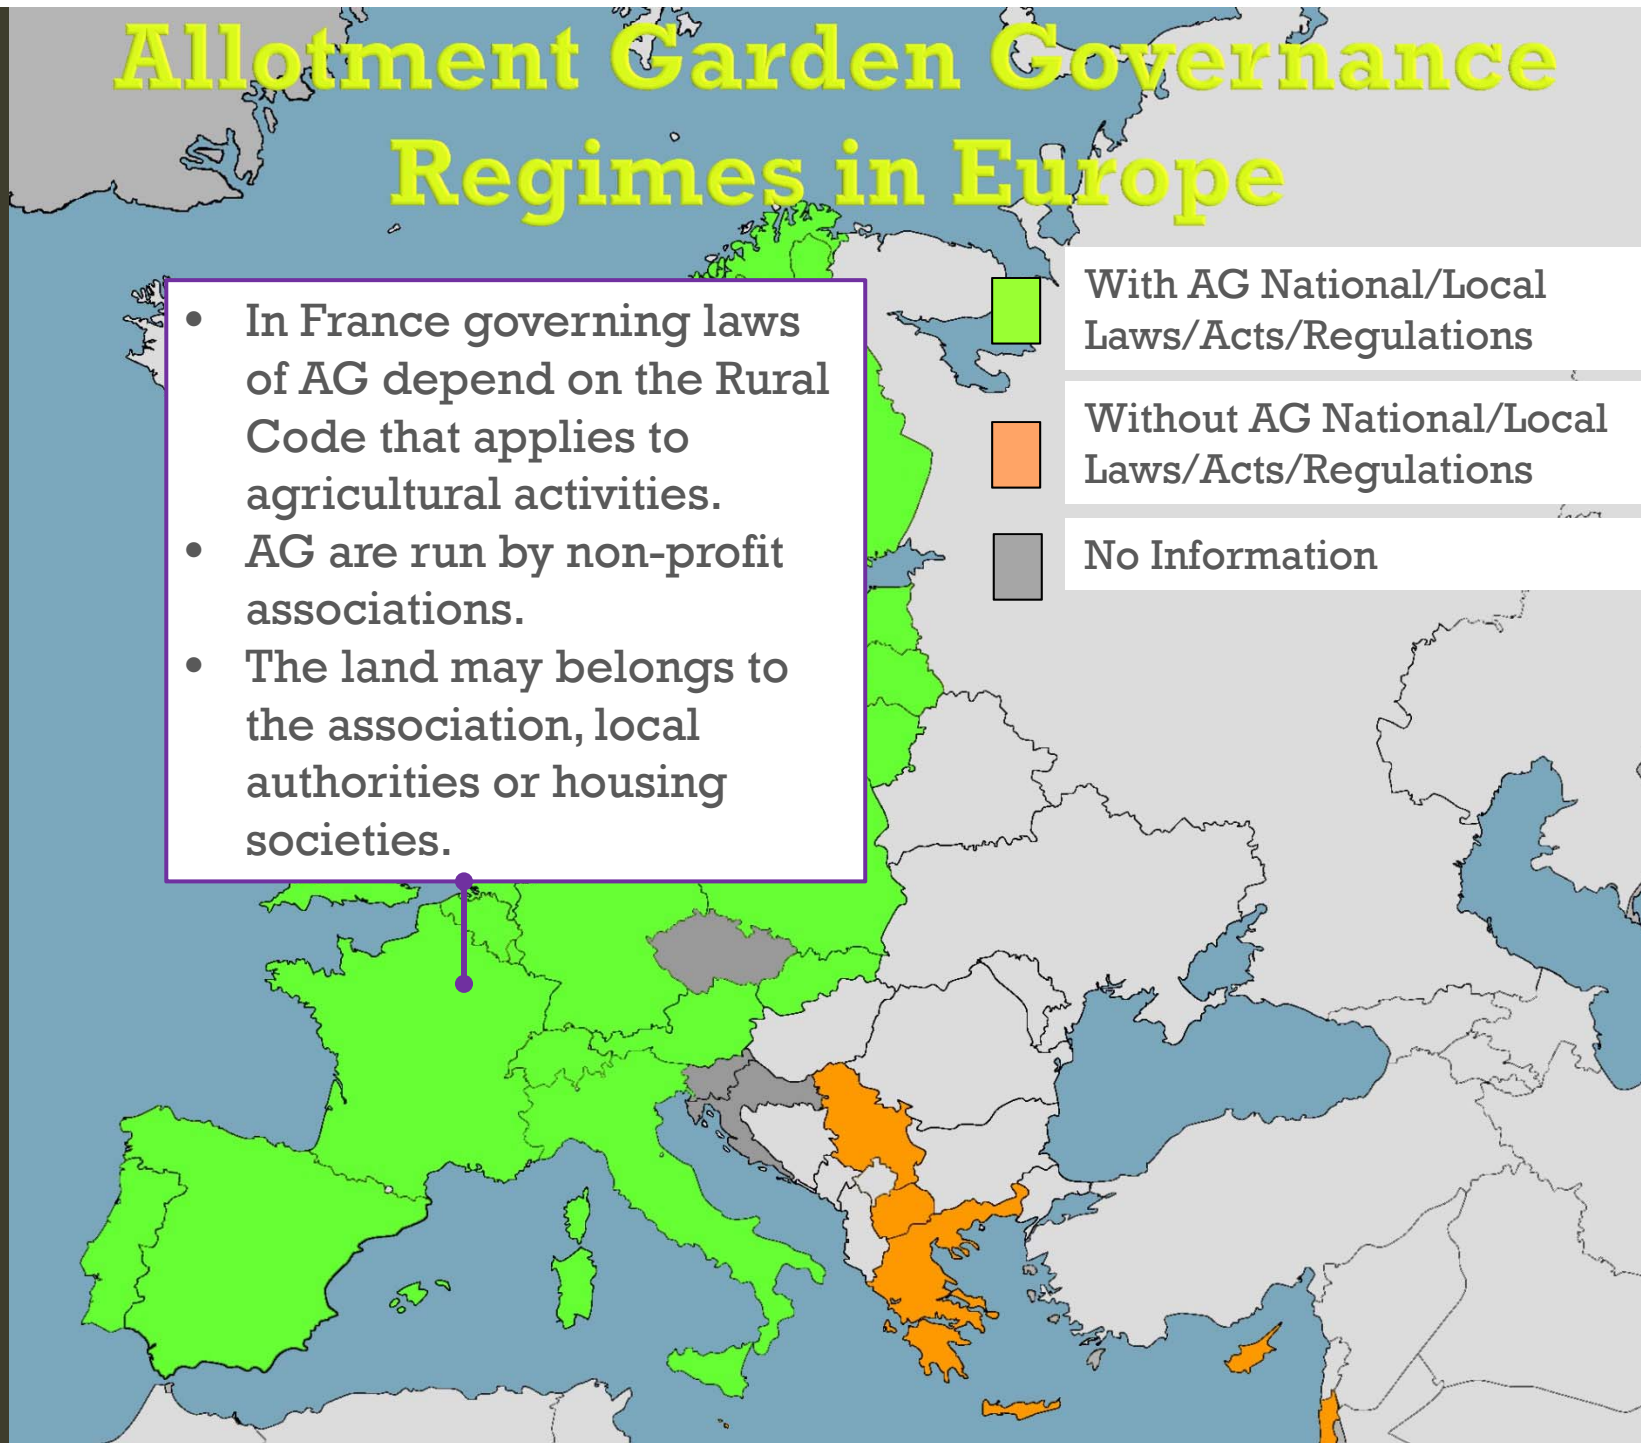 Allotment Garden Governance
Regimes in Europe
• In France governing laws
of AG depend on the Rural
Code that applies to
agricultural activities.
• AG are run by non-profit
associations.
• The land may belongs to
the association, local
authorities or housing
societies.
With AG National/Local
Laws/Acts/Regulations
Without AG National/Local
Laws/Acts/Regulations
No Information